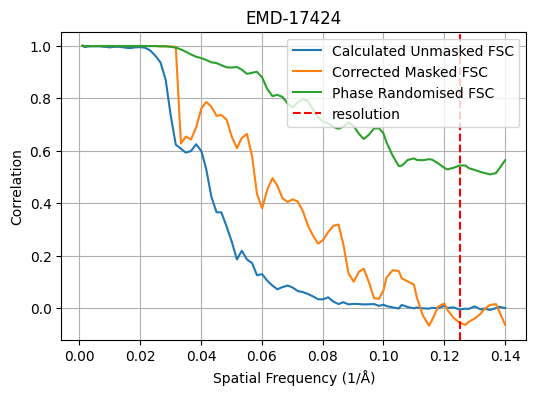 EMD-17424
Calculated Unmasked FSC
Corrected Masked FSC
Phase Randomised FSC
resolution
Correlation
1.0
0.8
0.6
0.4
0.2
0.0
0.00 0.02 0.04 0.06 0.08 0.10 0.12 0.14
Spatial Frequency (1/Å)